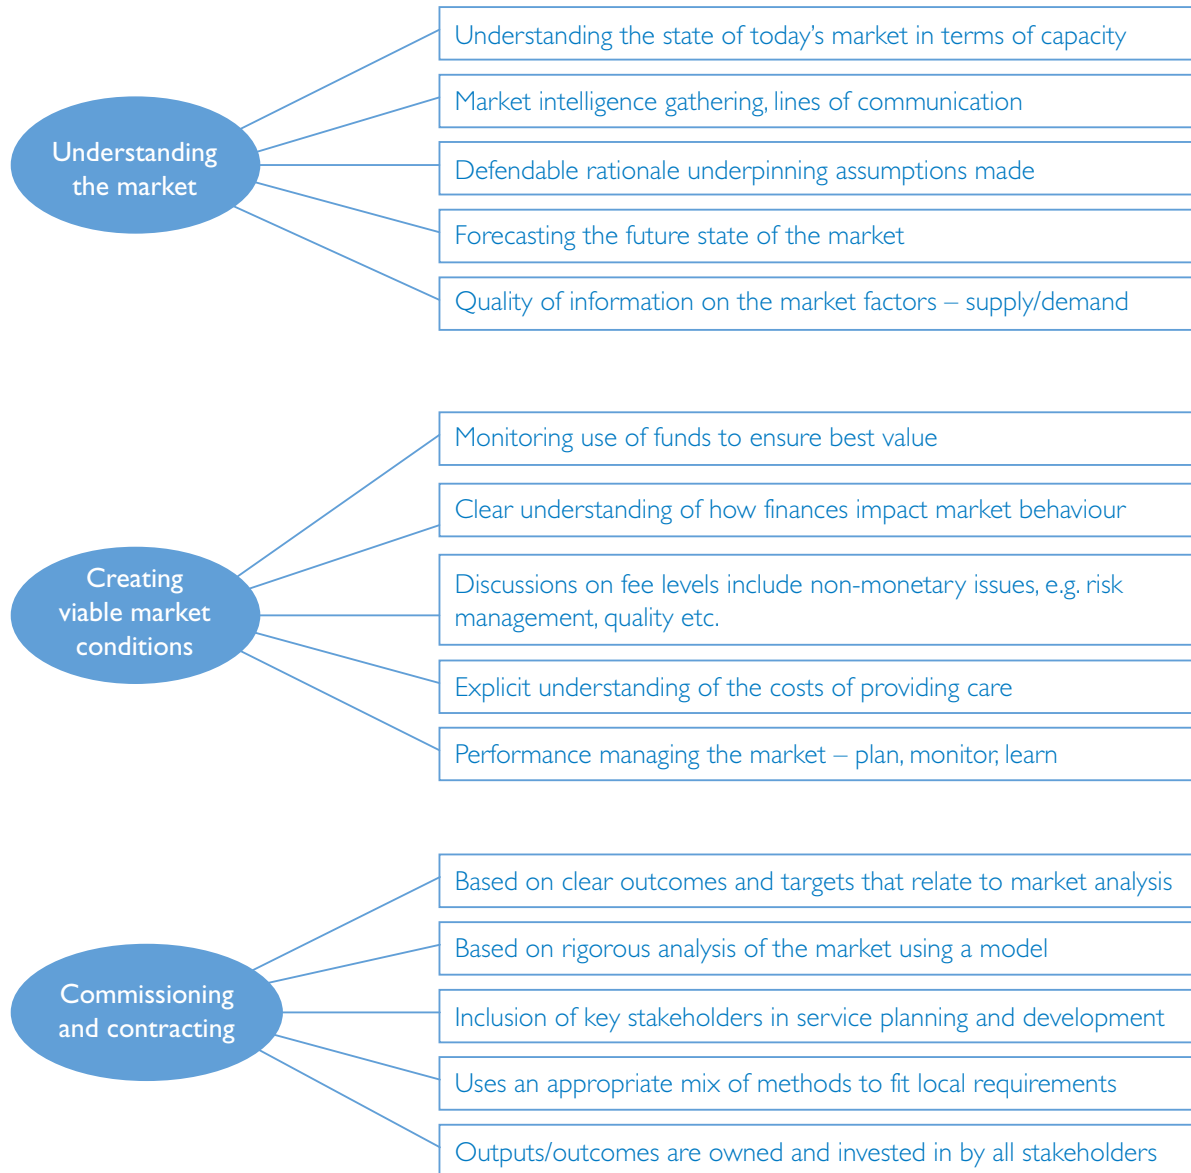 Understanding
the market
Understanding the state of today’s market in terms of capacity
Market intelligence gathering, lines of communication
Defendable rationale underpinning assumptions made
Forecasting the future state of the market
Quality of information on the market factors – supply/demand
Creating
viable market
conditions
Monitoring use of funds to ensure best value
Clear understanding of how finances impact market behaviour
Discussions on fee levels include non-monetary issues, e.g. risk
management, quality etc.
Explicit understanding of the costs of providing care
Performance managing the market – plan, monitor, learn
Commissioning
and contracting
Based on clear outcomes and targets that relate to market analysis
Based on rigorous analysis of the market using a model
Inclusion of key stakeholders in service planning and development
Uses an appropriate mix of methods to fit local requirements
Outputs/outcomes are owned and invested in by all stakeholders